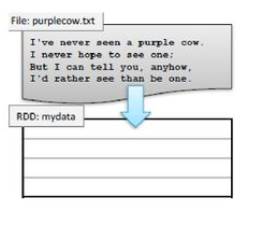 File: purplecow.txt
I've never seen a purple cow.
I never hope to see one;
But I can tell you, anyhow,
I'd rather see than be one.
RDD: mydata